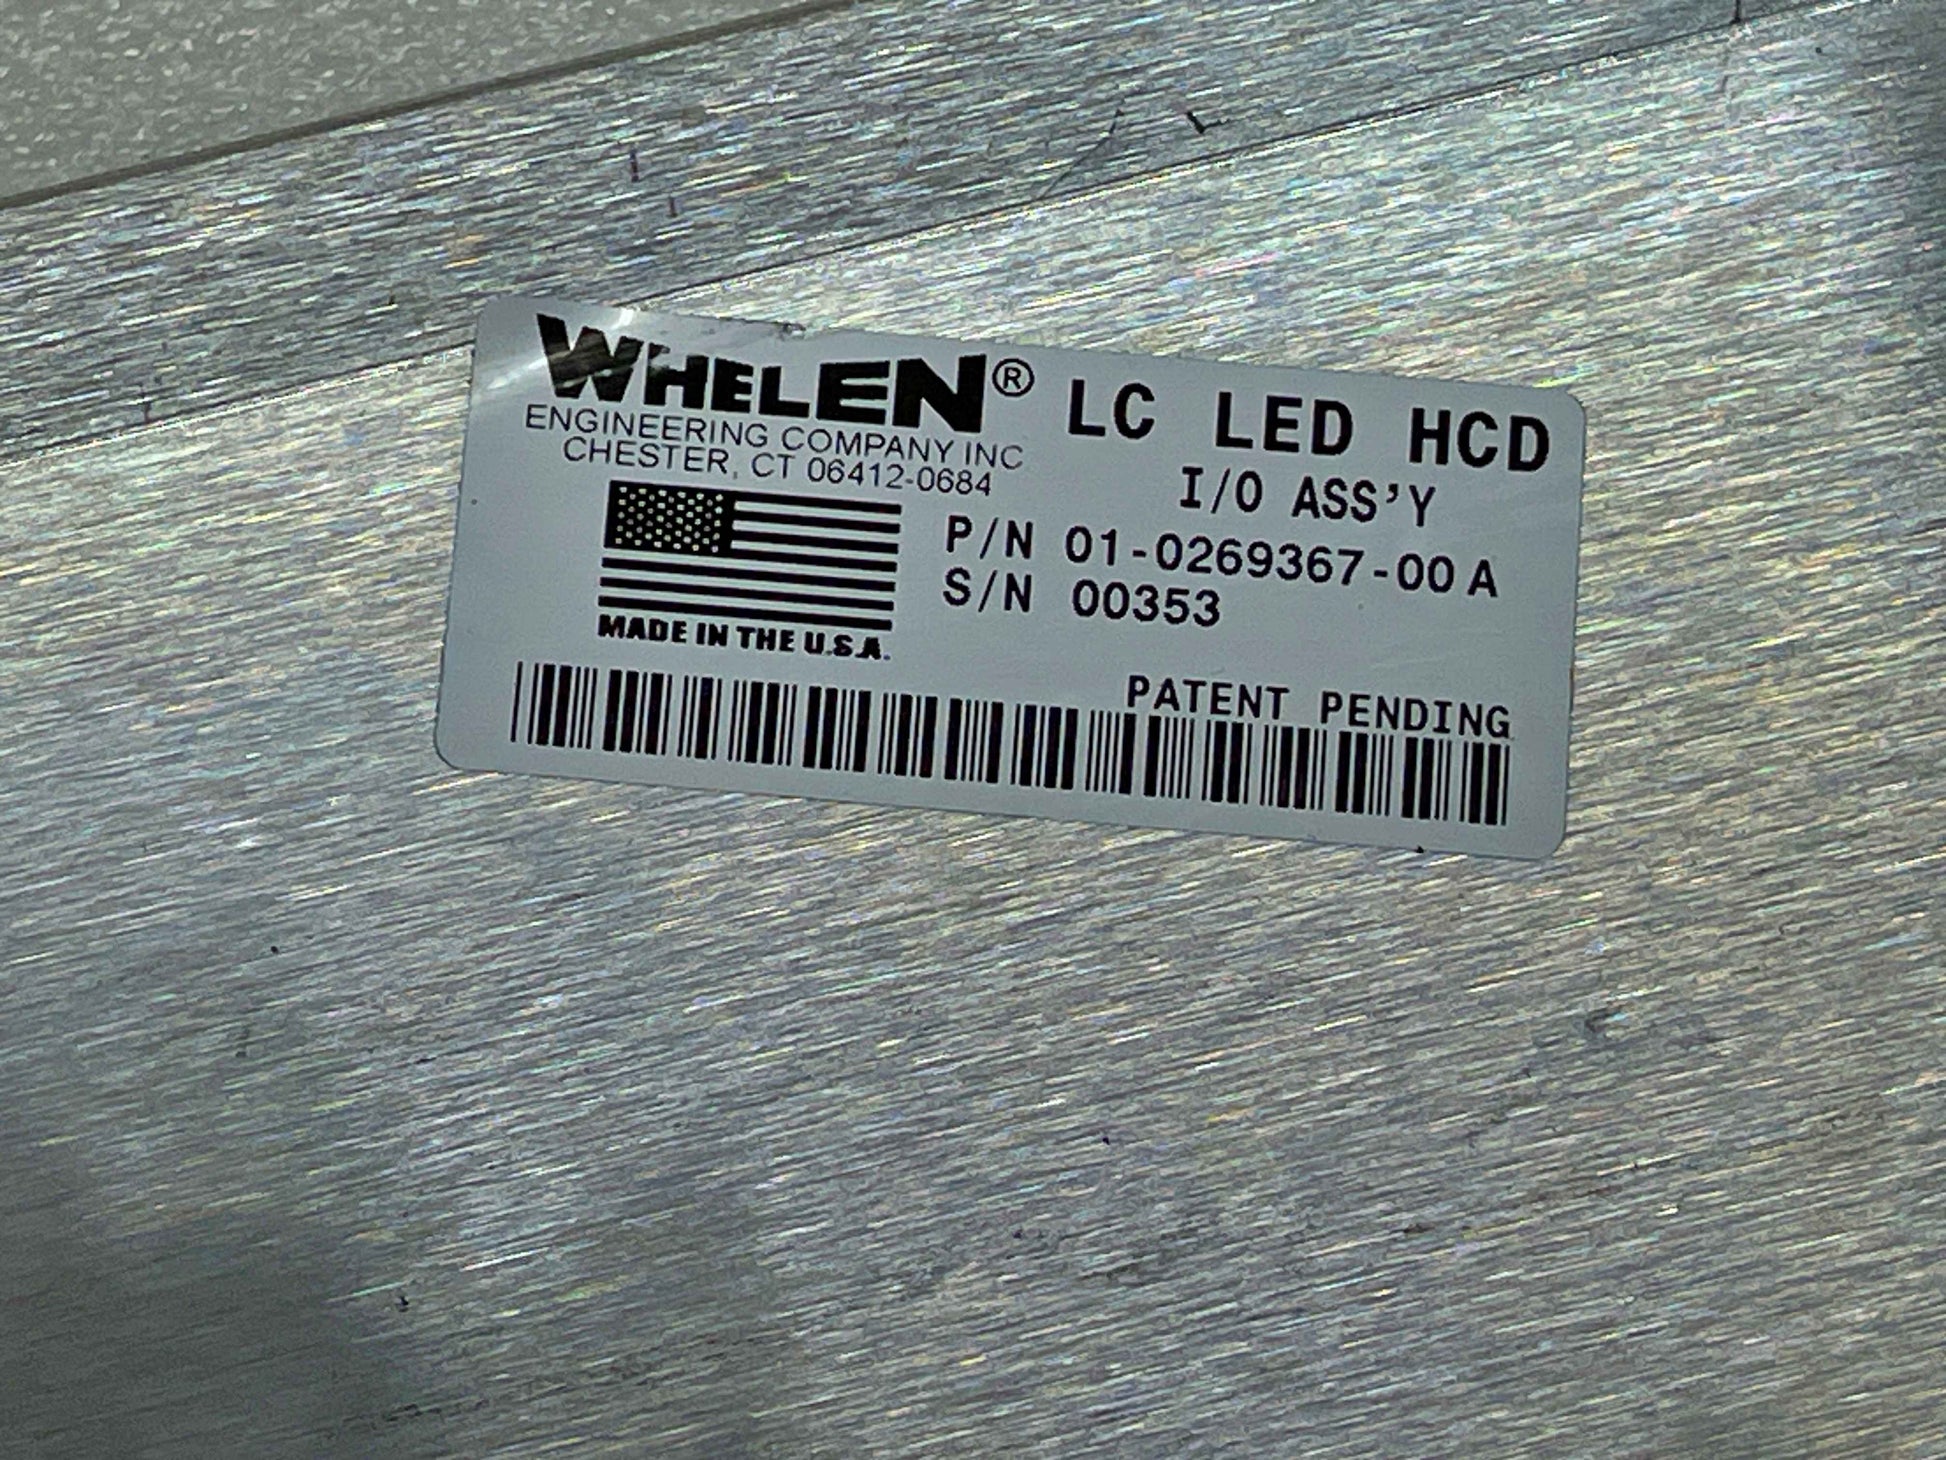 WHELEN® LC LED HCD
ENGINEERING COMPANY INC
CHESTER, CT 06412-0684
I/O ASS'Y
P/N 01-0269367-00 A
S/N 00353
MADE IN THE U.S.A.
PATENT PENDING